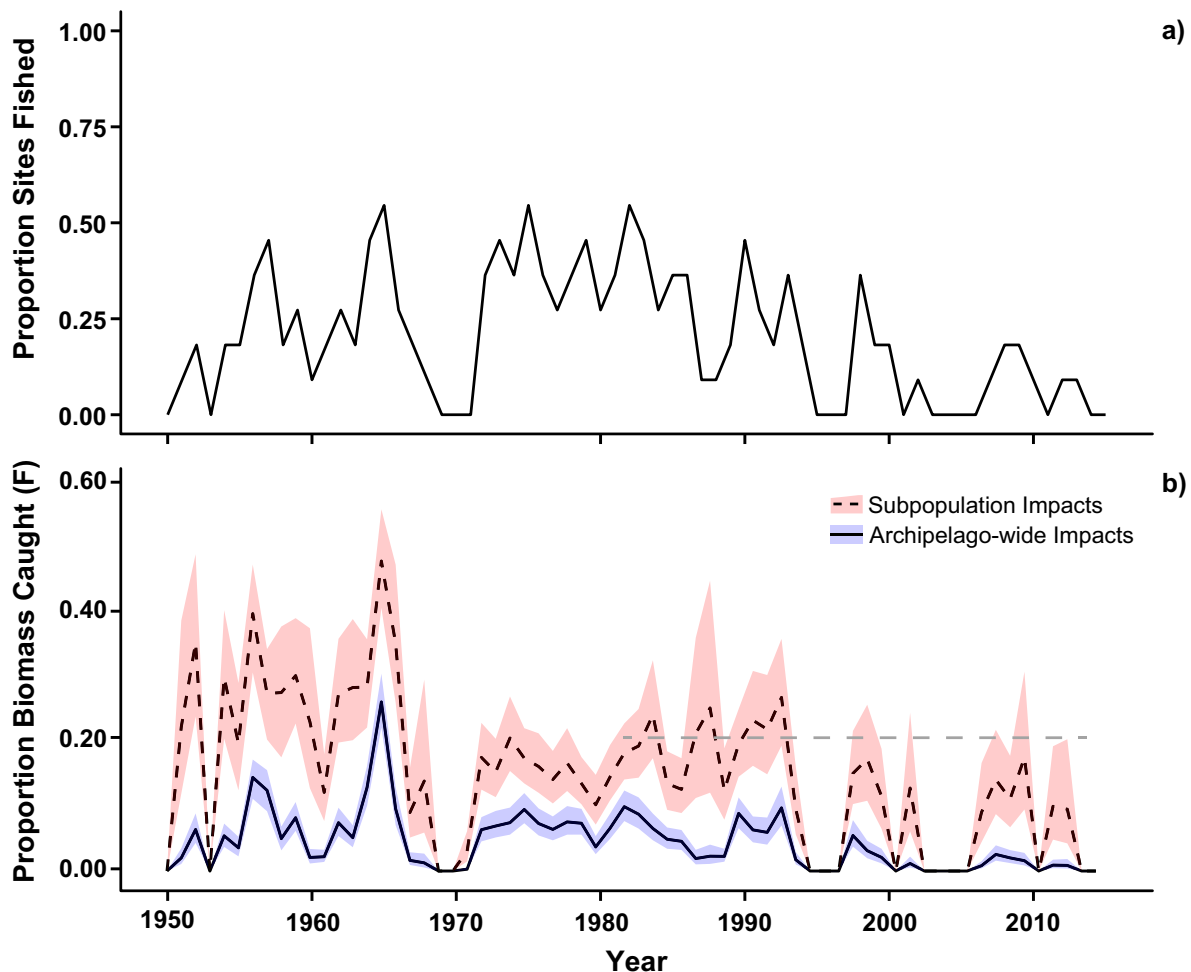 a)
Proportion Sites Fished
1.00
0.75
0.50
0.25
0.00
b)
Proportion Biomass Caught (F)
0.60
0.40
0.20
0.00
Subpopulation Impacts
Archipelago-wide Impacts
1950 1960 1970 1980 1990 2000 2010
Year